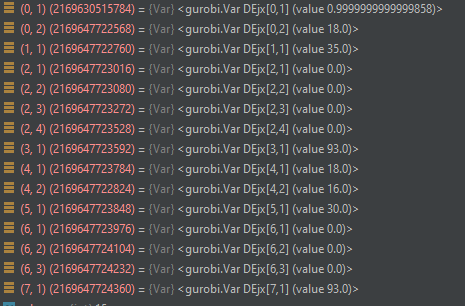 (0, 1) (2169630515784) = {Var} <gurobi.Var DEjx[0,1] (value 0.9999999999999858)>
(0, 2) (2169647722568) = {Var} <gurobi.Var DEjx[0,2] (value 18.0)>
(1, 1) (2169647722760) = {Var} <gurobi.Var DEjx[1,1] (value 35.0)>
(2, 1) (2169647723016) = {Var} <gurobi.Var DEjx[2,1] (value 0.0)>
(2, 2) (2169647723080) = {Var} <gurobi.Var DEjx[2,2] (value 0.0)>
(2, 3) (2169647723272) = {Var} <gurobi.Var DEjx[2,3] (value 0.0)>
(2, 4) (2169647723528) = {Var} <gurobi.Var DEjx[2,4] (value 0.0)>
(3, 1) (2169647723592) = {Var} <gurobi.Var DEjx[3,1] (value 93.0)>
(4, 1) (2169647723784) = {Var} <gurobi.Var DEjx[4,1] (value 18.0)>
(4, 2) (2169647722824) = {Var} <gurobi.Var DEjx[4,2] (value 16.0)>
(5, 1) (2169647723848) = {Var} <gurobi.Var DEjx[5,1] (value 30.0)>
(6, 1) (2169647723976) = {Var} <gurobi.Var DEjx[6,1] (value 0.0)>
(6, 2) (2169647724104) = {Var} <gurobi.Var DEjx[6,2] (value 0.0)>
(6, 3) (2169647724232) = {Var} <gurobi.Var DEjx[6,3] (value 0.0)>
(7, 1) (2169647724360) = {Var} <gurobi.Var DEjx[7,1] (value 93.0)>